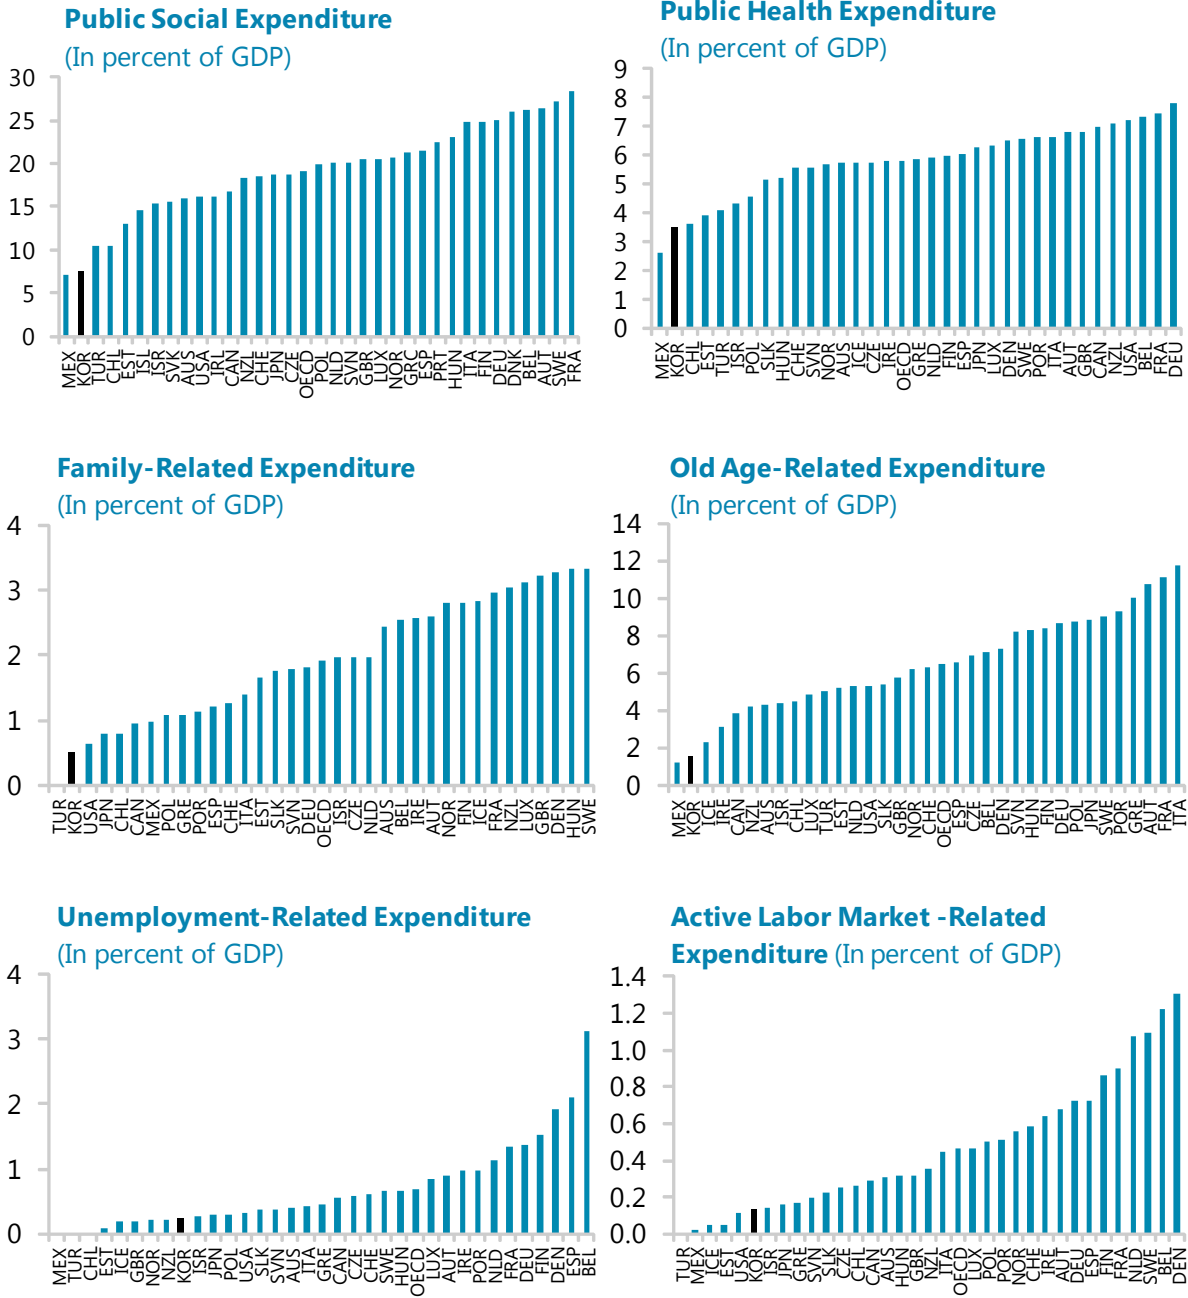 Public Social Expenditure
(In percent of GDP)
30
25
20
15
10
5
0
MEX KOR TUR CHL EST ISL ISR SVK AUS USA IRL CAN NZL CHE JPN CZE OECD POL NLD SVN GBR LUX NOR GRC ESP PRT HUN ITA FIN DEU DNK BEL AUT SWE FRA
Public Health Expenditure
(In percent of GDP)
9
8
7
6
5
4
3
2
1
0
MEX KOR CHL EST TUR ISR POL SLK HUN CHE SVN NOR AUS ICE CZE IRE OECD GRE NLD FIN ESP JPN LUX DEN SWE POR ITA AUT GBR CAN NZL USA BEL FRA DEU
Family-Related Expenditure
(In percent of GDP)
4
3
2
1
0
TUR KOR USA JPN CHL CAN MEX POL GRE POR ESP CHE ITA EST SLK SVN DEU OECD ISR CZE NLD AUS BEL IRE AUT NOR FIN ICE FRA NZL LUX GBR DEN HUN SWE
Old Age-Related Expenditure
(In percent of GDP)
14
12
10
8
6
4
2
0
MEX KOR ICE IRE CAN NZL AUS ISR CHL LUX TUR EST NLD USA SLK GBR NOR CHE OECD ESP CZE BEL DEN SVN HUN FIN DEU POL JPN SWE POR GRE AUT FRA ITA
Unemployment-Related Expenditure
(In percent of GDP)
4
3
2
1
0
MEX TUR CHL EST ICE GBR NOR NZL KOR ISR JPN POL USA SLK SVN AUS ITA GRE CAN CZE CHE SWE HUN OECD LUX AUT IRE POR NLD FRA DEU FIN DEN ESP BEL
Active Labor Market -Related
Expenditure (In percent of GDP)
1.4
1.2
1.0
0.8
0.6
0.4
0.2
0.0
TUR MEX ICE EST USA KOR ISR JPN GRE SVN SLK CZE CHL CAN AUS HUN GBR NZL ITA OECD LUX POL POR NOR CHE IRE AUT DEU ESP FIN FRA NLD SWE BEL DEN